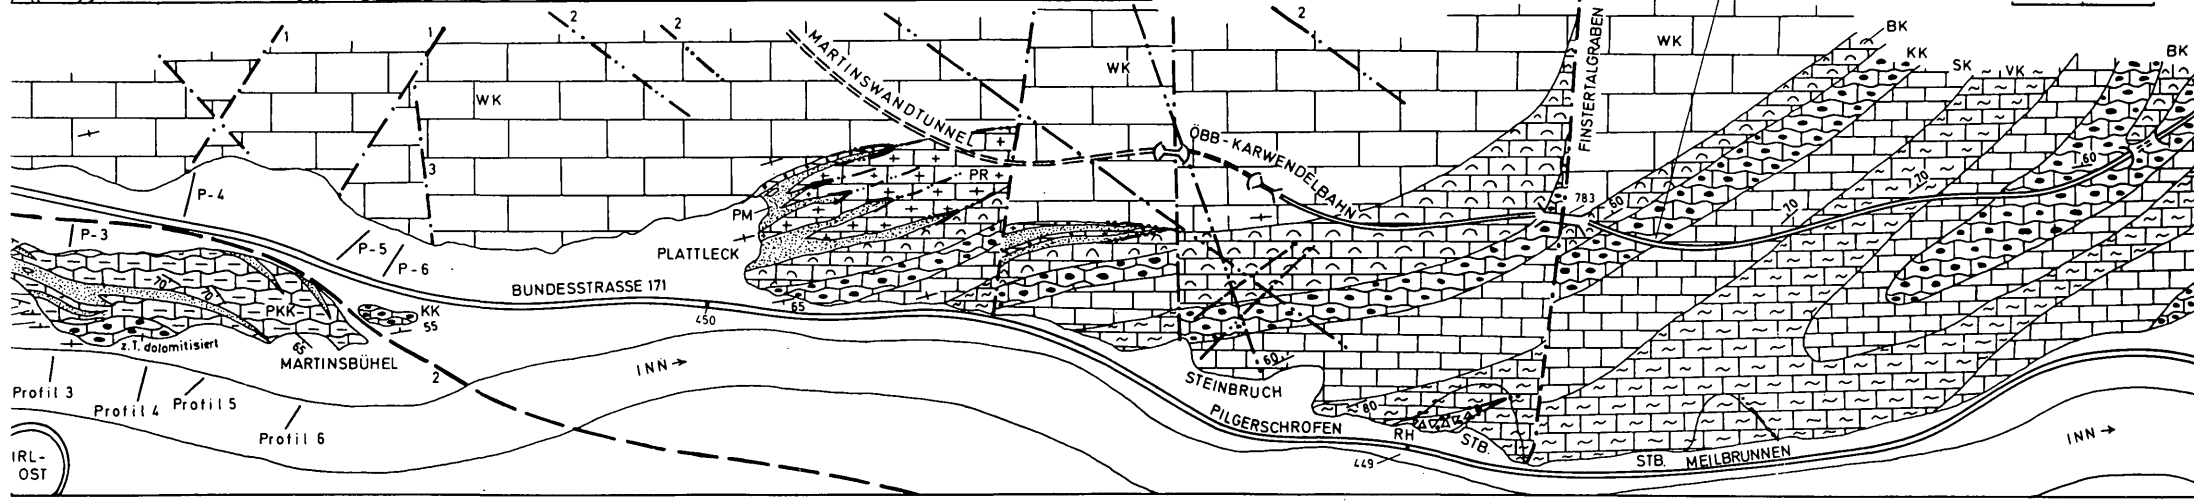 1
1
2
2
2
MARTINSWANDTUNNEL
WK
WK
WK
BK
KK
SK
VK
BK
FINSTERTALGRABEN
ÖBB-KARWENDELBAHN
3
P-4
PR
PM
783
60
70
70
60
P-3
P-5
P-6
PLATTLECK
BUNDESSTRASSE 171
450
65
70
70
PKK
KK
55
z.T. dolomitisiert
65
MARTINSBÜHEL
2
INN →
60
STEINBRUCH
80
PILGERSCHROFEN
RH
STB.
449
STB. MEILBRUNNEN
INN →
Profil 3
Profil 4
Profil 5
Profil 6
IRL-
OST